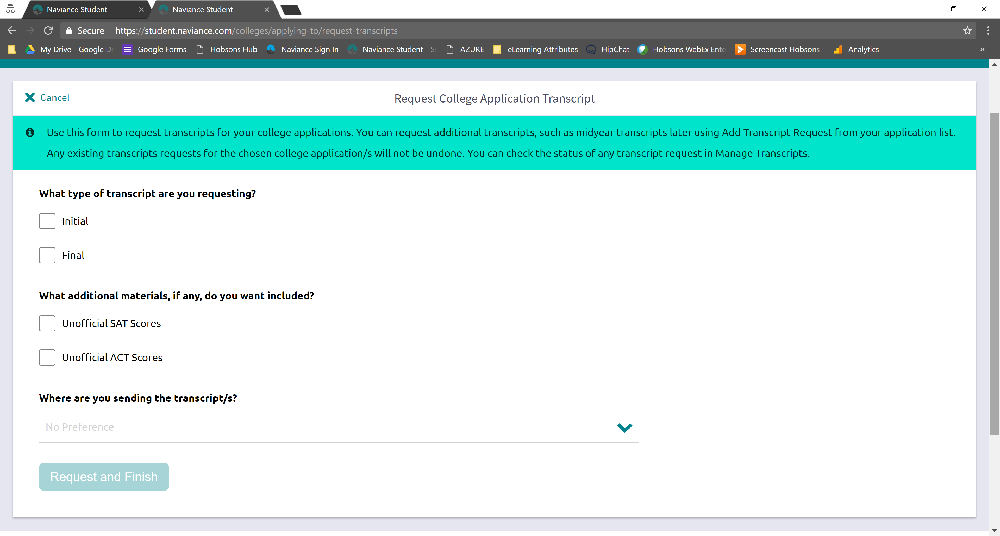 Naviance Student
Naviance Student
Secure https://student.naviance.com/colleges/applying-to/request-transcripts
My Drive - Google Dr Google Forms Hobsons Hub Naviance Sign In Naviance Student - S AZURE eLearning Attributes HipChat Hobsons WebEx Ente Screencast Hobsons_ Analytics »
Cancel
Request College Application Transcript
Use this form to request transcripts for your college applications. You can request additional transcripts, such as midyear transcripts later using Add Transcript Request from your application list.
Any existing transcripts requests for the chosen college application/s will not be undone. You can check the status of any transcript request in Manage Transcripts.
What type of transcript are you requesting?
Initial
Final
What additional materials, if any, do you want included?
Unofficial SAT Scores
Unofficial ACT Scores
Where are you sending the transcript/s?
No Preference
Request and Finish